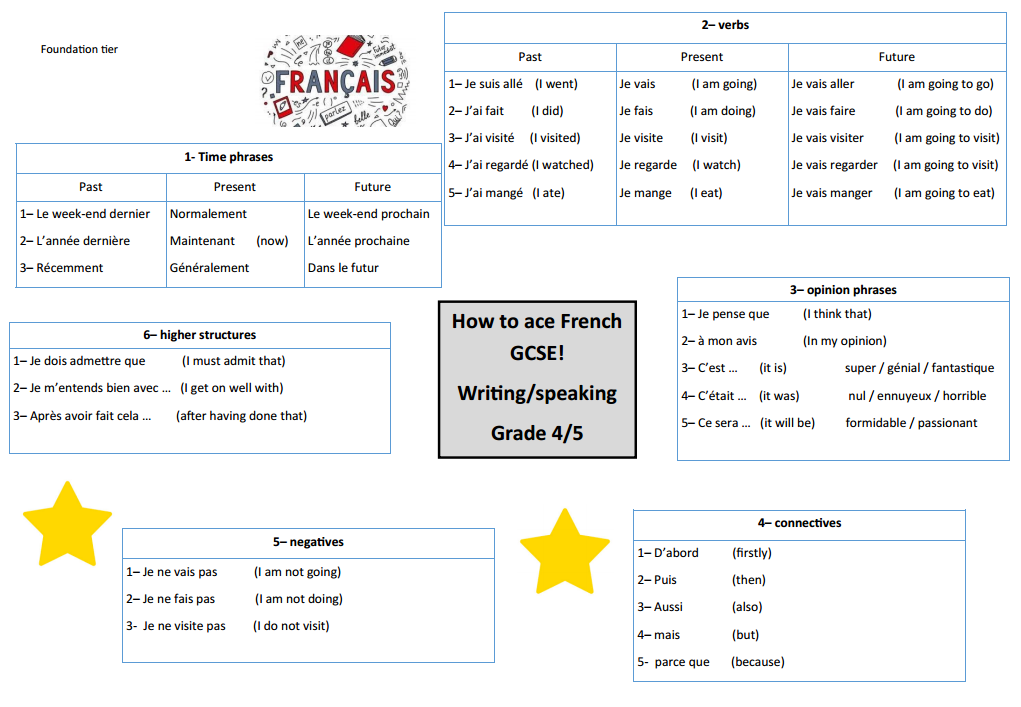 Foundation tier
FRANÇAIS
parlez
belle
1- Time phrases
Past Present Future
1– Le week-end dernier Normalement Le week-end prochain
2– L’année dernière Maintenant (now) L’année prochaine
3– Récemment Généralement Dans le futur
2– verbs
Past Present Future
1– Je suis allé (I went) Je vais (I am going) Je vais aller (I am going to go)
2– J’ai fait (I did) Je fais (I am doing) Je vais faire (I am going to do)
3– J’ai visité (I visited) Je visite (I visit) Je vais visiter (I am going to visit)
4– J’ai regardé (I watched) Je regarde (I watch) Je vais regarder (I am going to visit)
5– J’ai mangé (I ate) Je mange (I eat) Je vais manger (I am going to eat)
3– opinion phrases
1– Je pense que (I think that)
2– à mon avis (In my opinion)
3– C’est … (it is) super / génial / fantastique
4– C’était … (it was) nul / ennuyeux / horrible
5– Ce sera … (it will be) formidable / passionant
How to ace French
GCSE!
Writing/speaking
Grade 4/5
6– higher structures
1– Je dois admettre que (I must admit that)
2– Je m’entends bien avec … (I get on well with)
3– Après avoir fait cela … (after having done that)
5– negatives
1– Je ne vais pas (I am not going)
2– Je ne fais pas (I am not doing)
3- Je ne visite pas (I do not visit)
4– connectives
1– D’abord (firstly)
2– Puis (then)
3– Aussi (also)
4– mais (but)
5- parce que (because)